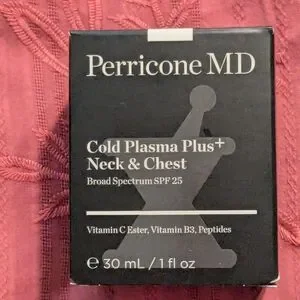 Perricone MD
Cold Plasma Plus+
Neck & Chest
Broad Spectrum SPF 25
Vitamin C Ester, Vitamin B3, Peptides
℮ 30 mL / 1 fl oz